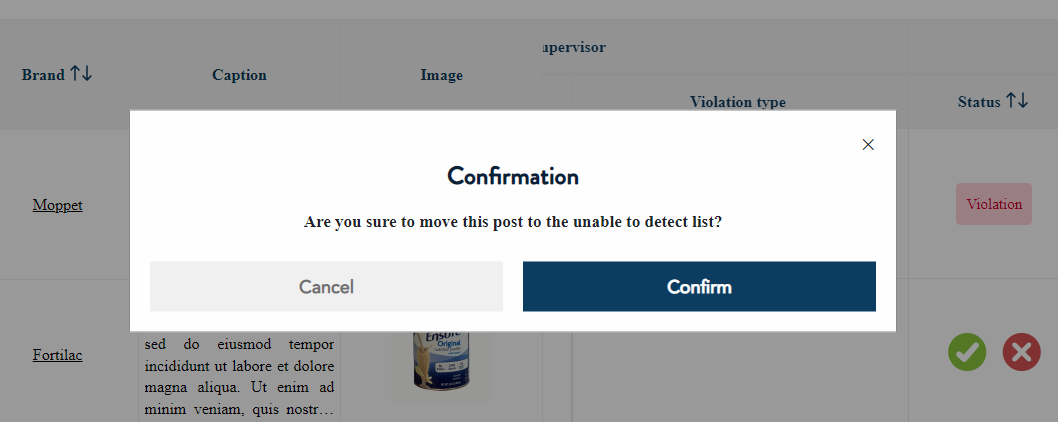 upervisor
Brand
Caption
Image
Violation type
Status
Confirmation
Are you sure to move this post to the unable to detect list?
Cancel
Confirm
Moppet
Violation
Fortilac
sed do eiusmod tempor
incididunt ut labore et dolore
magna aliqua. Ut enim ad
minim veniam, quis nostr…
Ensure
Original